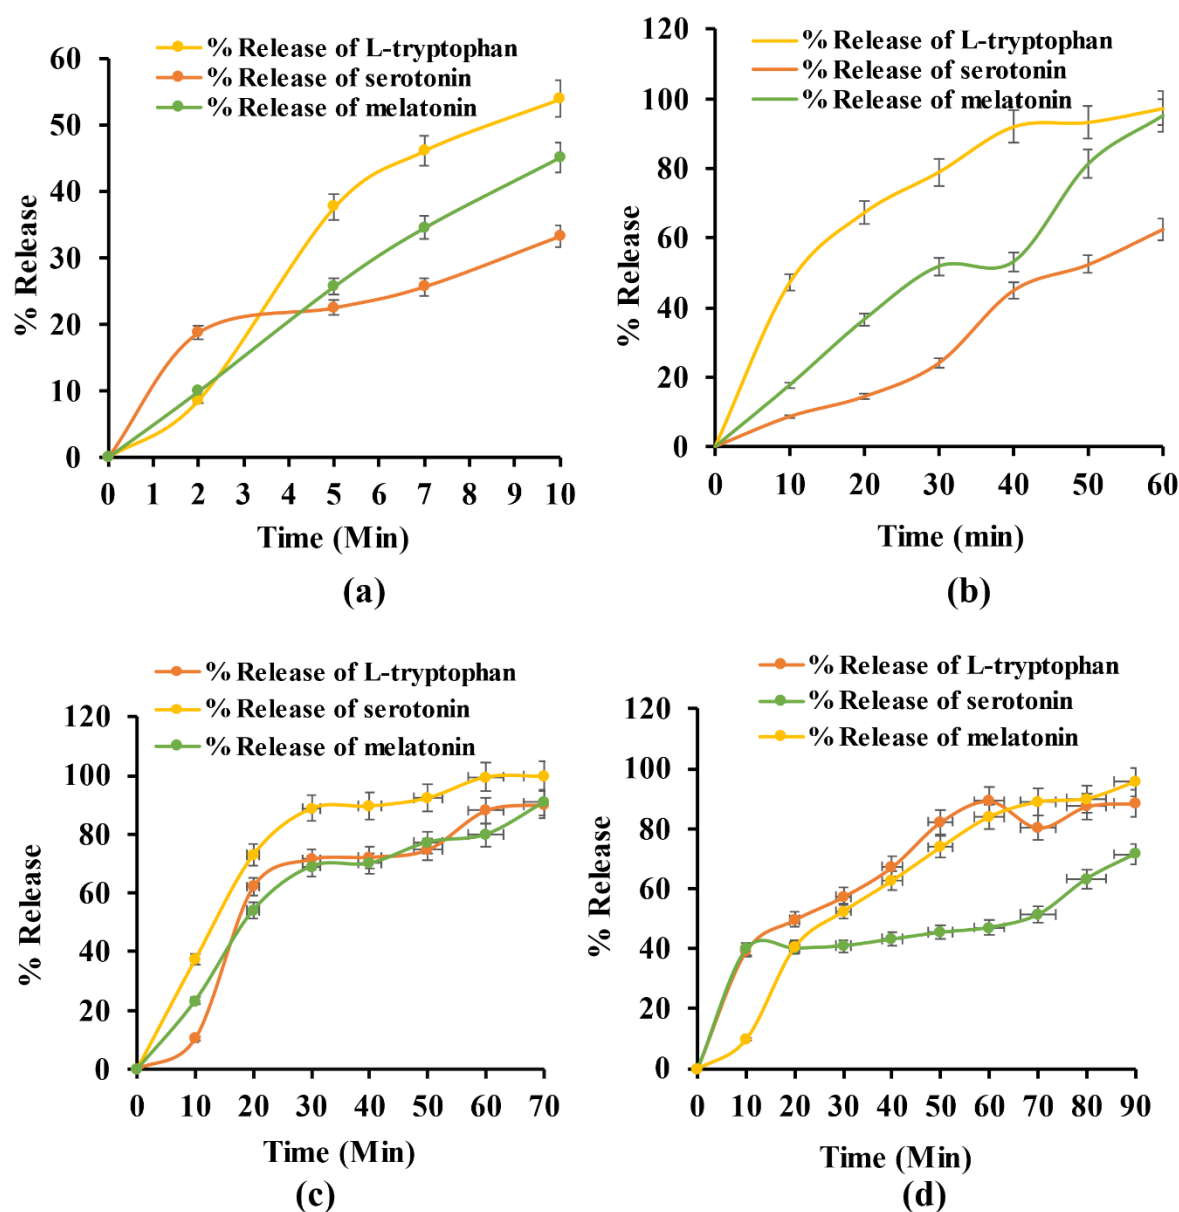 % Release of L-tryptophan
% Release of serotonin
% Release of melatonin
60
50
40
30
20
10
0
% Release
0 1 2 3 4 5 6 7 8 9 10
Time (Min)
(a)
% Release of L-tryptophan
% Release of serotonin
% Release of melatonin
120
100
80
60
40
20
0
% Release
0 10 20 30 40 50 60
Time (min)
(b)
% Release of L-tryptophan
% Release of serotonin
% Release of melatonin
120
100
80
60
40
20
0
% Release
0 10 20 30 40 50 60 70
Time (Min)
(c)
% Release of L-tryptophan
% Release of serotonin
% Release of melatonin
120
100
80
60
40
20
0
% Release
0 10 20 30 40 50 60 70 80 90
Time (Min)
(d)